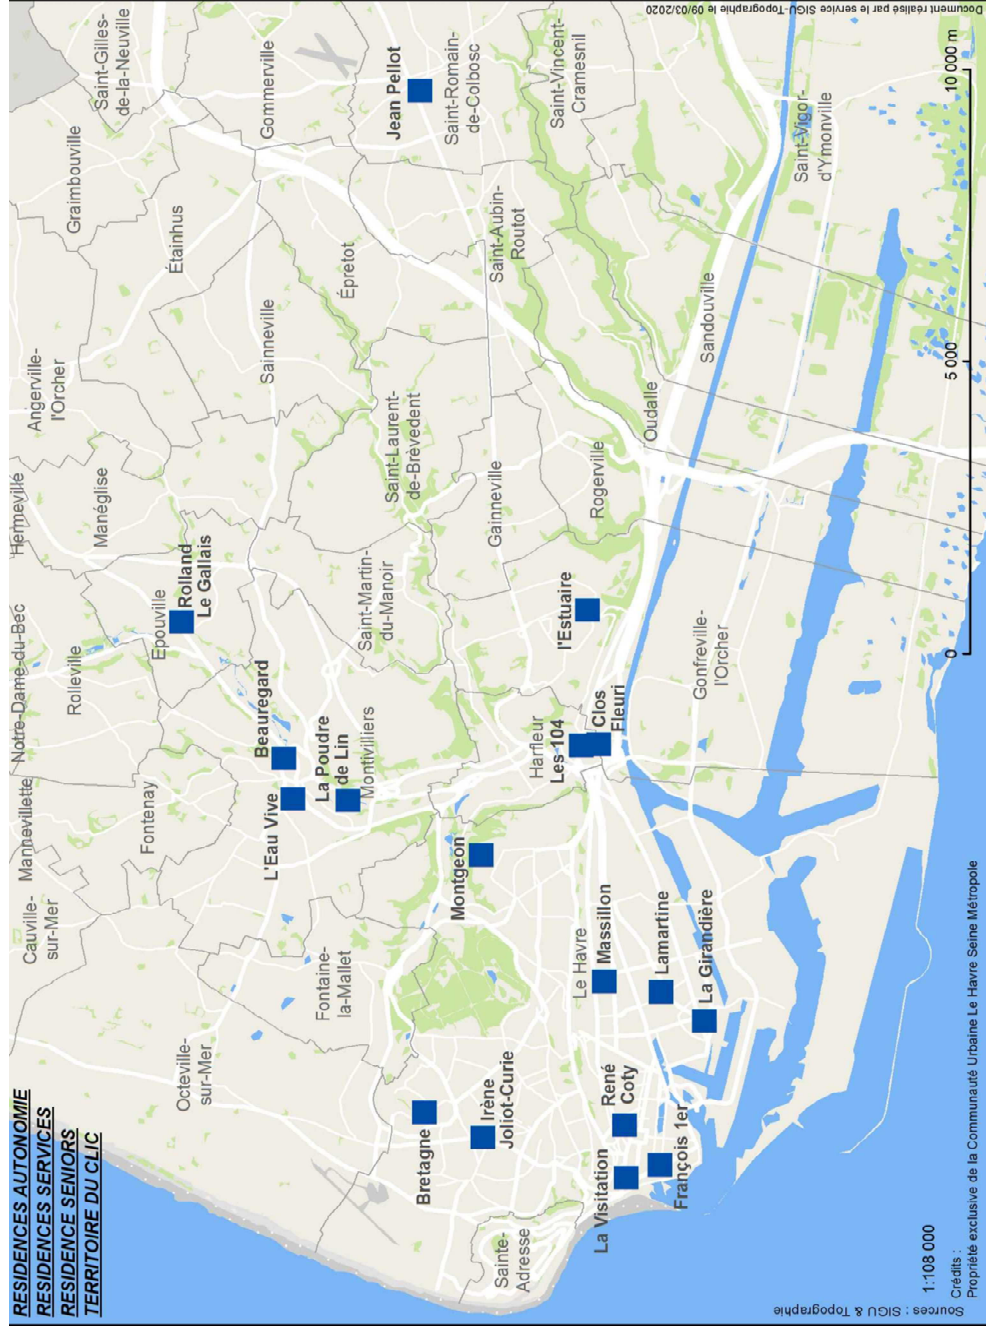 RESIDENCES AUTONOMIE
RESIDENCES SERVICES
RESIDENCE SENIORS
TERRITOIRE DU CLIC
Cauville-
sur-Mer
Mannevillette
Notre-Dame-du-Bec
Rolleville
Hermeville
Manéglise
Angerville-
l'Orcher
Graimbouville
Saint-Gilles-
de-la-Neuville
Octeville-
sur-Mer
Fontenay
Epouville
Rolland
Le Gallais
Étainhus
Gommerville
Beauregard
L'Eau Vive
Sainneville
La Poudre
de Lin
Montivilliers
Fontaine-
la-Mallet
Saint-Martin-
du-Manoir
Saint-Laurent-
de-Brèvedent
Éprétot
Jean Pellot
Saint-Romain-
de-Colbosc
Bretagne
Irène
Joliot-Curie
Montgeon
Gainneville
Saint-Aubin-
Routot
Saint-Vincent-
Cramesnil
Sainte-
Adresse
Harfleur
Les 104
Clos
Fleuri
l'Estuaire
Rogerville
Oudalle
Sandouville
Saint-Vigor-
d'Ymonville
Le Havre
Massillon
La Visitation
René
Coty
François 1er
Lamartine
La Girandière
Gonfreville-
l'Orcher
0
5 000
10 000 m
1:108 000
Crédits :
Propriété exclusive de la Communauté Urbaine Le Havre Seine Métropole
Sources : SIGU & Topographie
Document réalisé par le service SIGU-Topographie le 09/03/2020